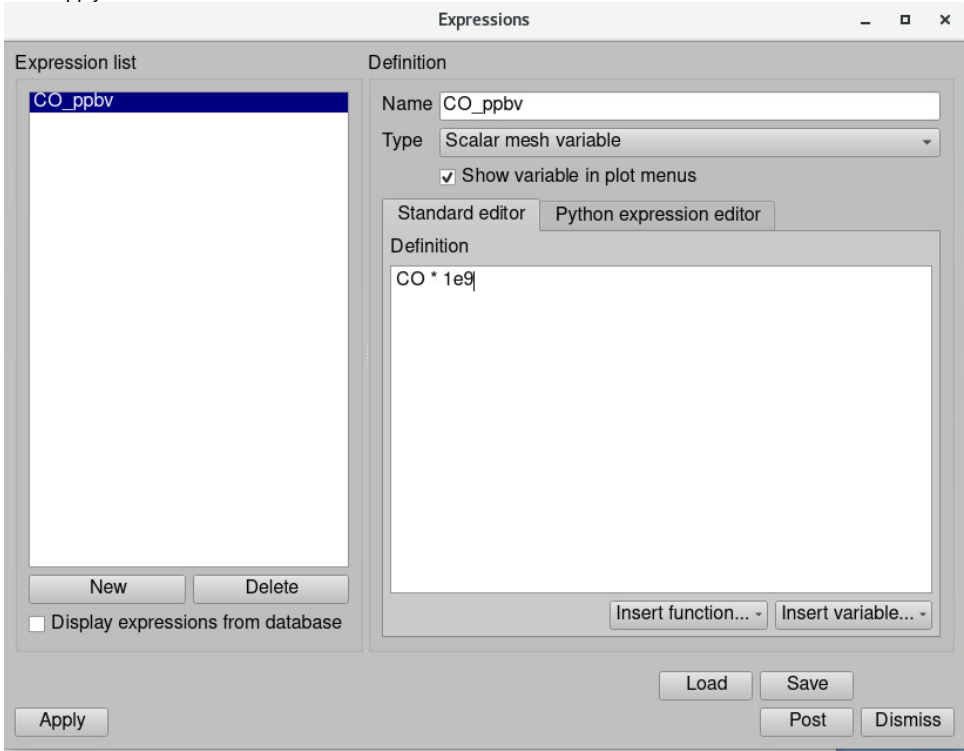 Expressions
Expression list
CO_ppbv
New
Delete
Display expressions from database
Definition
Name CO_ppbv
Type Scalar mesh variable
Show variable in plot menus
Standard editor
Python expression editor
Definition
CO * 1e9
Insert function...
Insert variable...
Load
Save
Apply
Post
Dismiss